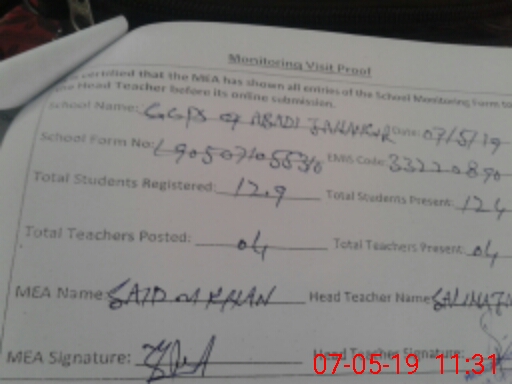 Monitoring Visit Proof
certified that the MEA has shown all entries of the School Monitoring Form to
Head Teacher before its online submission.
School Name: GGPS Date: 07/5/19
School Form No: EMIS Code:
Total Students Registered: 129 Total Students Present: 124
Total Teachers Posted: 04 Total Teachers Present: 04
MEA Name: KHAN Head Teacher Name:
MEA Signature: Head Teacher Signature:
07-05-19 11:31